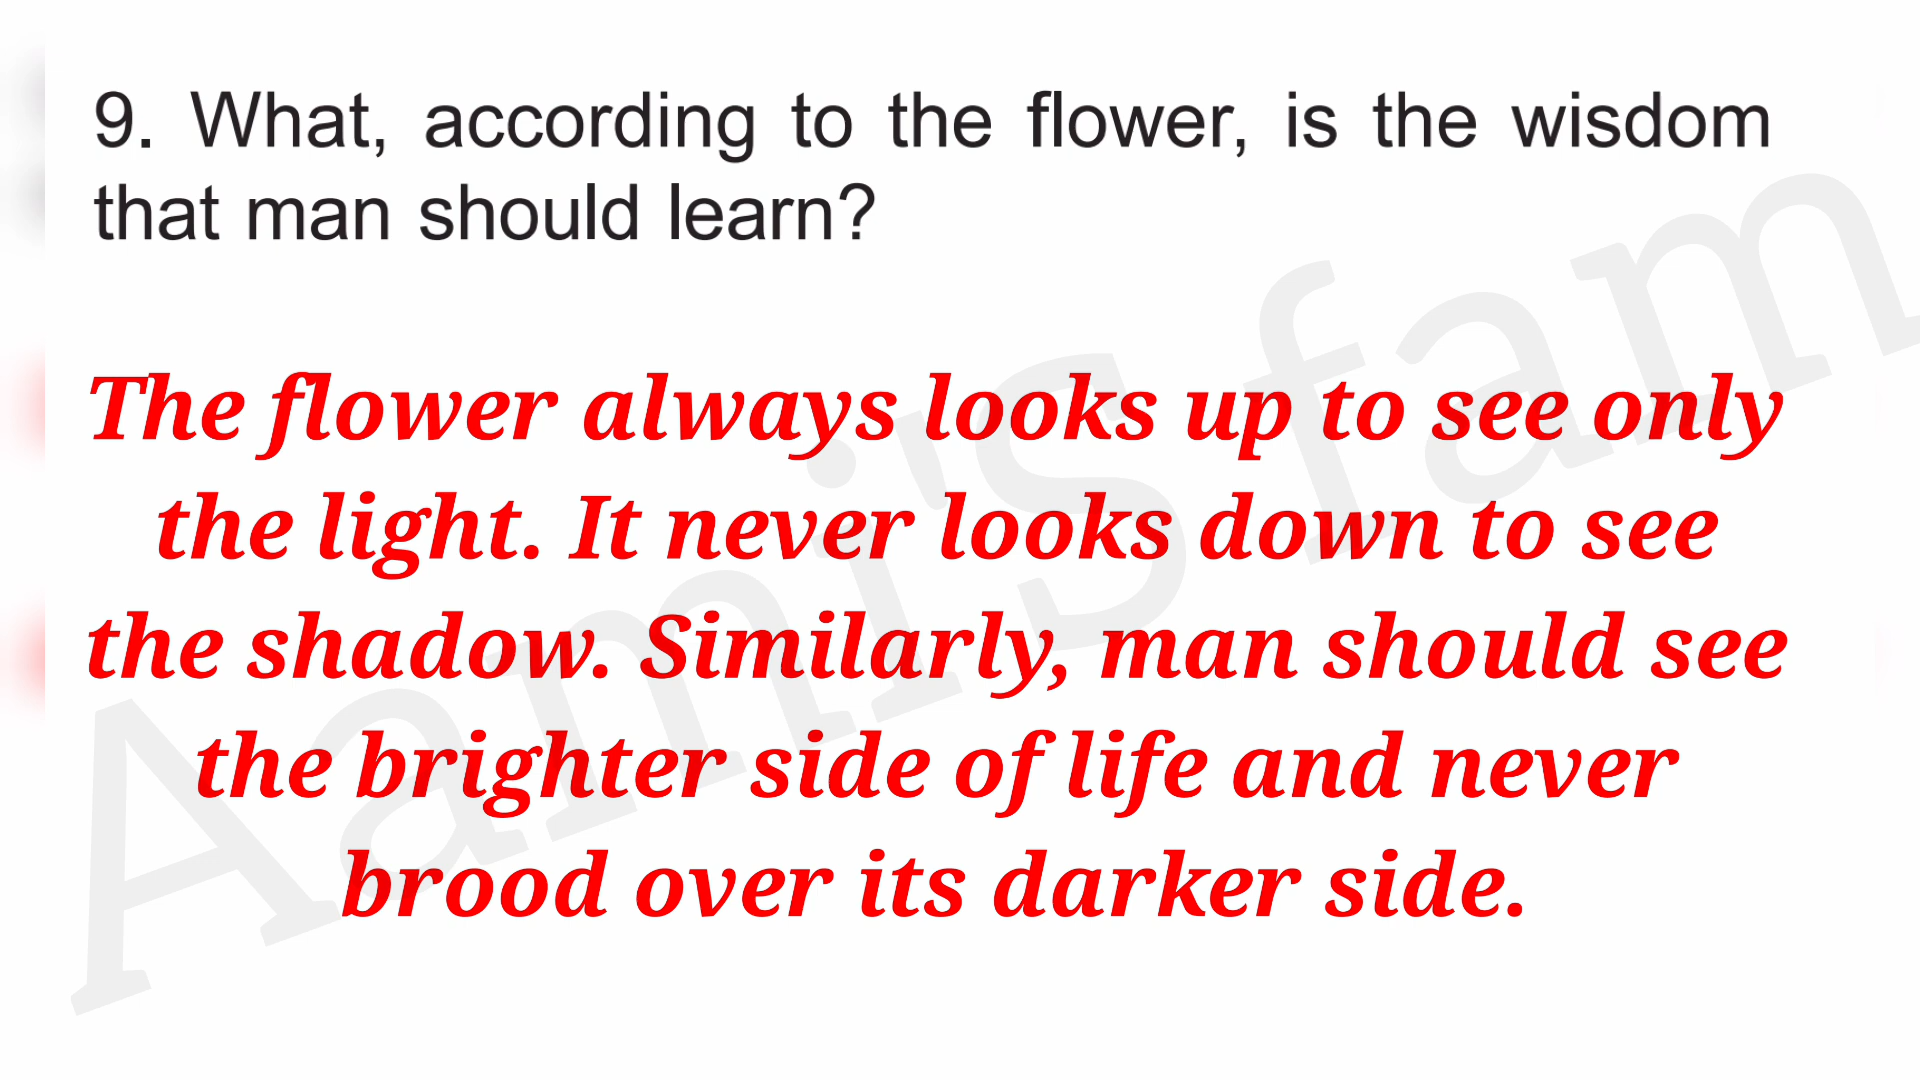 9. What, according to the flower, is the wisdom
that man should learn?
The flower always looks up to see only
the light. It never looks down to see
the shadow. Similarly, man should see
the brighter side of life and never
brood over its darker side.
Aami'S fam